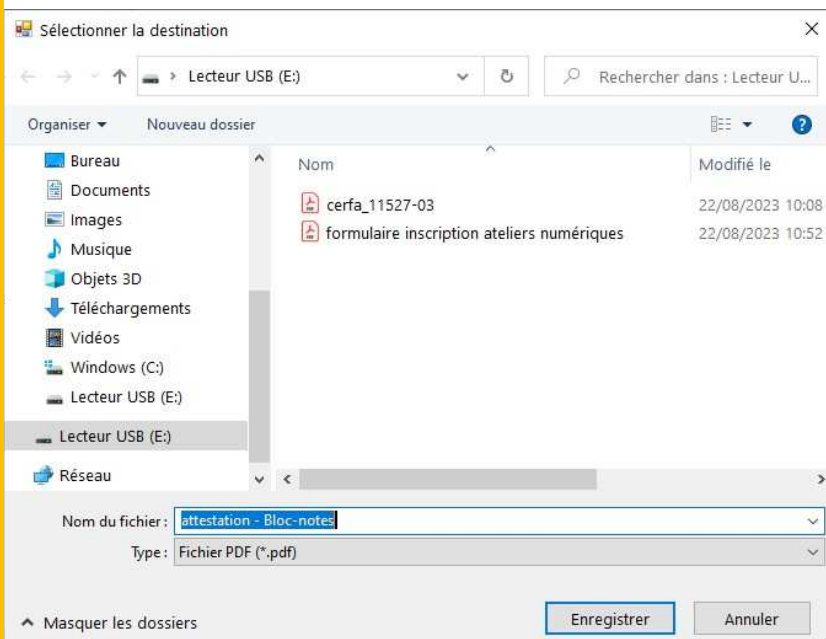 Sélectionner la destination
Lecteur USB (E:)
Rechercher dans : Lecteur U...
Organiser
Nouveau dossier
Bureau
Documents
Images
Musique
Objets 3D
Téléchargements
Vidéos
Windows (C:)
Lecteur USB (E:)
Lecteur USB (E:)
Réseau
Nom
Modifié le
cerfa_11527-03
22/08/2023 10:08
formulaire inscription ateliers numériques
22/08/2023 10:52
Nom du fichier : attestation - Bloc-notes
Type : Fichier PDF (*.pdf)
Masquer les dossiers
Enregistrer
Annuler